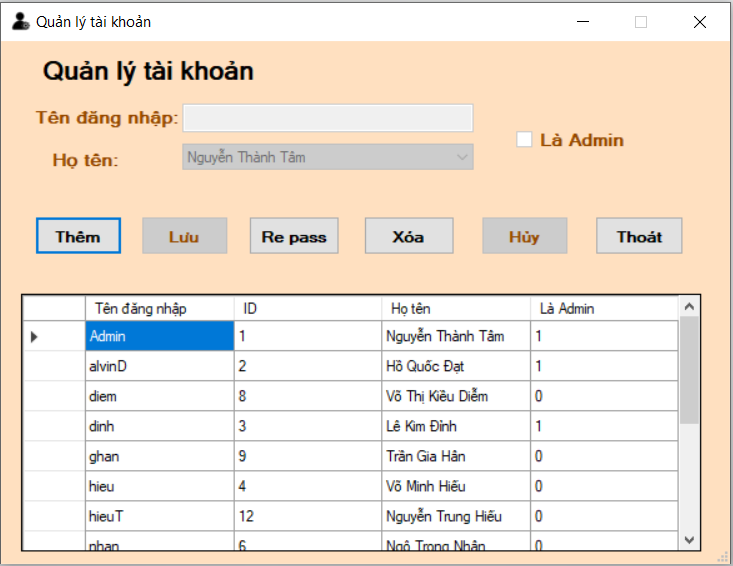 Quản lý tài khoản
Quản lý tài khoản
Tên đăng nhập:
Là Admin
Họ tên:
Nguyễn Thành Tâm
Thêm Lưu Re pass Xóa Hủy Thoát
Tên đăng nhập ID Họ tên Là Admin
Admin 1 Nguyễn Thành Tâm 1
alvinD 2 Hồ Quốc Đạt 1
diem 8 Võ Thị Kiều Diễm 0
dinh 3 Lê Kim Đỉnh 1
ghan 9 Trần Gia Hân 0
hieu 4 Võ Minh Hiếu 0
hieuT 12 Nguyễn Trung Hiếu 0
nhan 6 Ngô Trọng Nhân 0